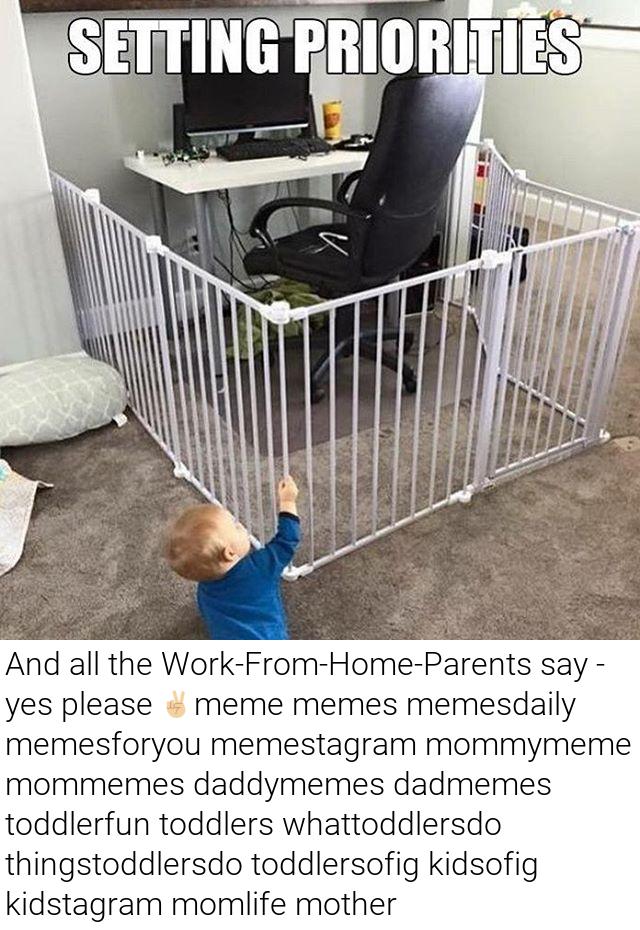 SETTING PRIORITIES
And all the Work-From-Home-Parents say -
yes please ✌🏼 meme memes memesdaily
memesforyou memestagram mommymeme
mommemes daddymemes dadmemes
toddlerfun toddlers whattoddlersdo
thingstoddlersdo toddlersofig kidsofig
kidstagram momlife mother